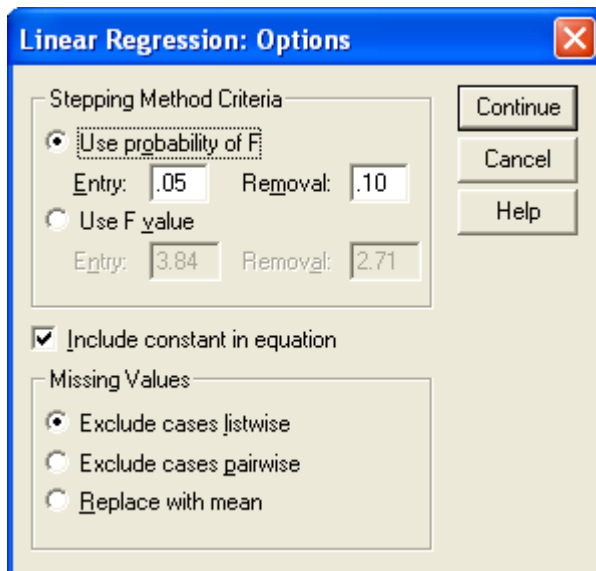 Linear Regression: Options
Stepping Method Criteria
Use probability of F
Entry: .05 Removal: .10
Use F value
Entry: 3.84 Removal: 2.71
Include constant in equation
Missing Values
Exclude cases listwise
Exclude cases pairwise
Replace with mean
Continue
Cancel
Help